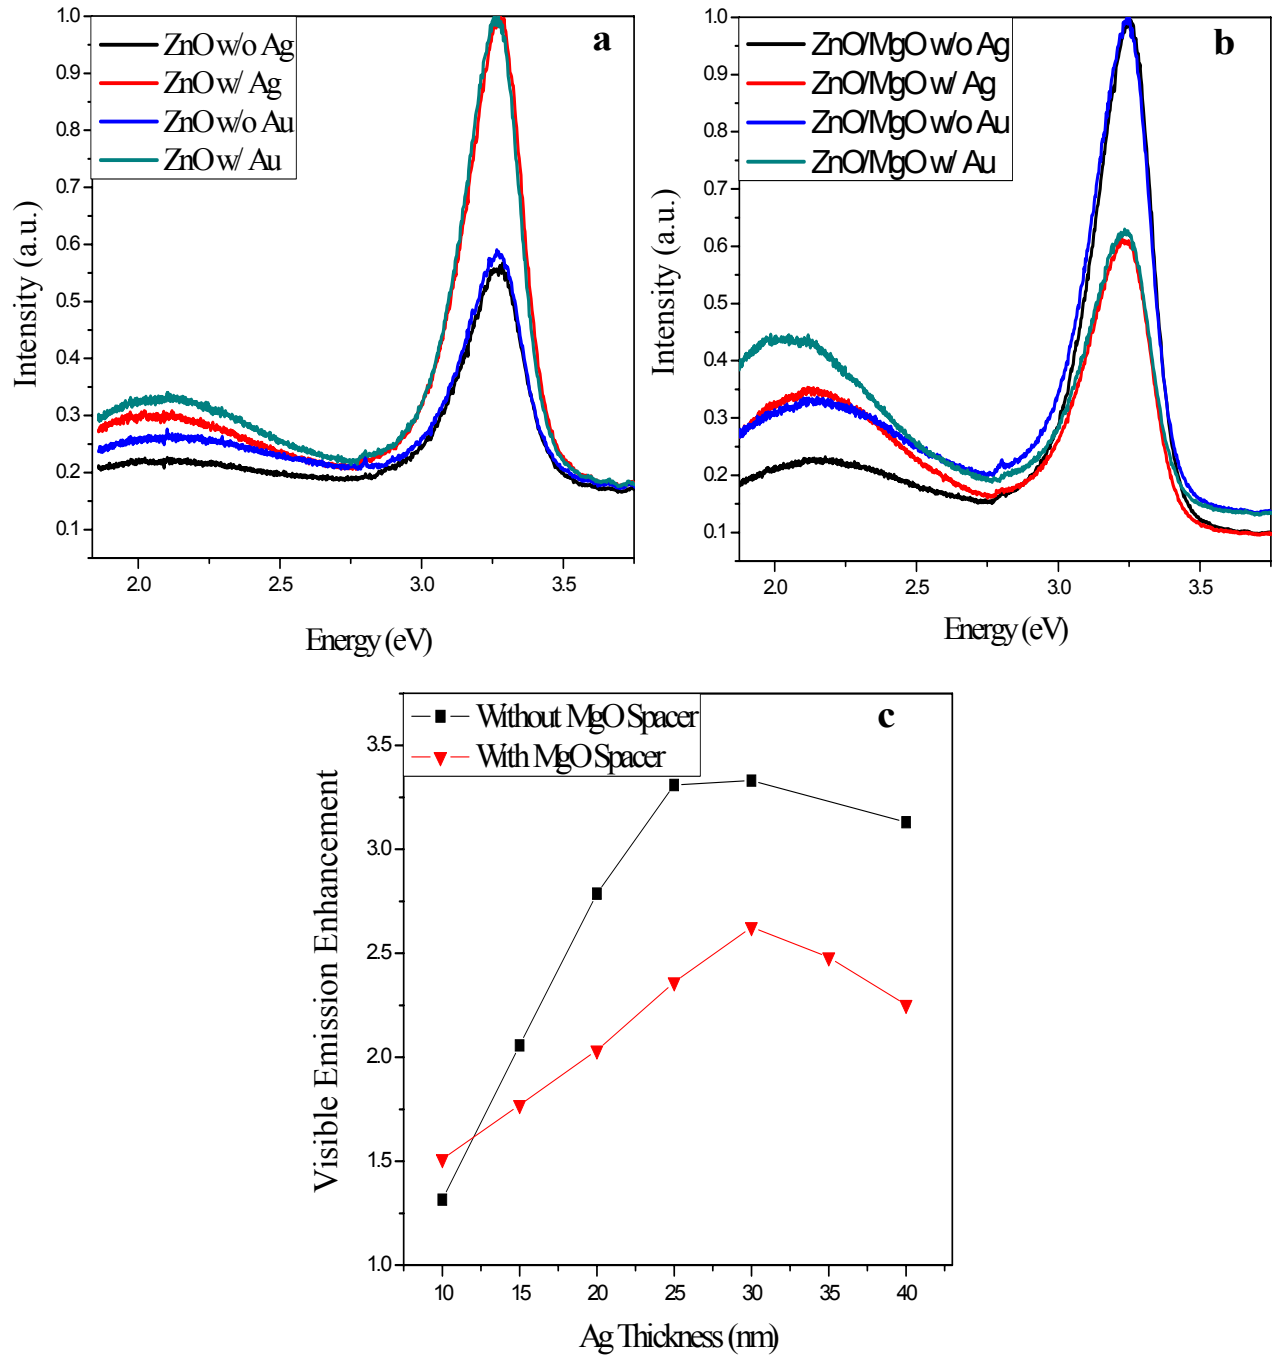 a
ZnO w/o Ag
ZnO w/ Ag
ZnO w/o Au
ZnO w/ Au
1.0
0.9
0.8
0.7
0.6
0.5
0.4
0.3
0.2
0.1
Intensity (a.u.)
2.0 2.5 3.0 3.5
Energy (eV)
b
ZnO/MgO w/o Ag
ZnO/MgO w/ Ag
ZnO/MgO w/o Au
ZnO/MgO w/ Au
1.0
0.9
0.8
0.7
0.6
0.5
0.4
0.3
0.2
0.1
Intensity (a.u.)
2.0 2.5 3.0 3.5
Energy (eV)
c
Without MgO Spacer
With MgO Spacer
3.5
3.0
2.5
2.0
1.5
1.0
Visible Emission Enhancement
10 15 20 25 30 35 40
Ag Thickness (nm)